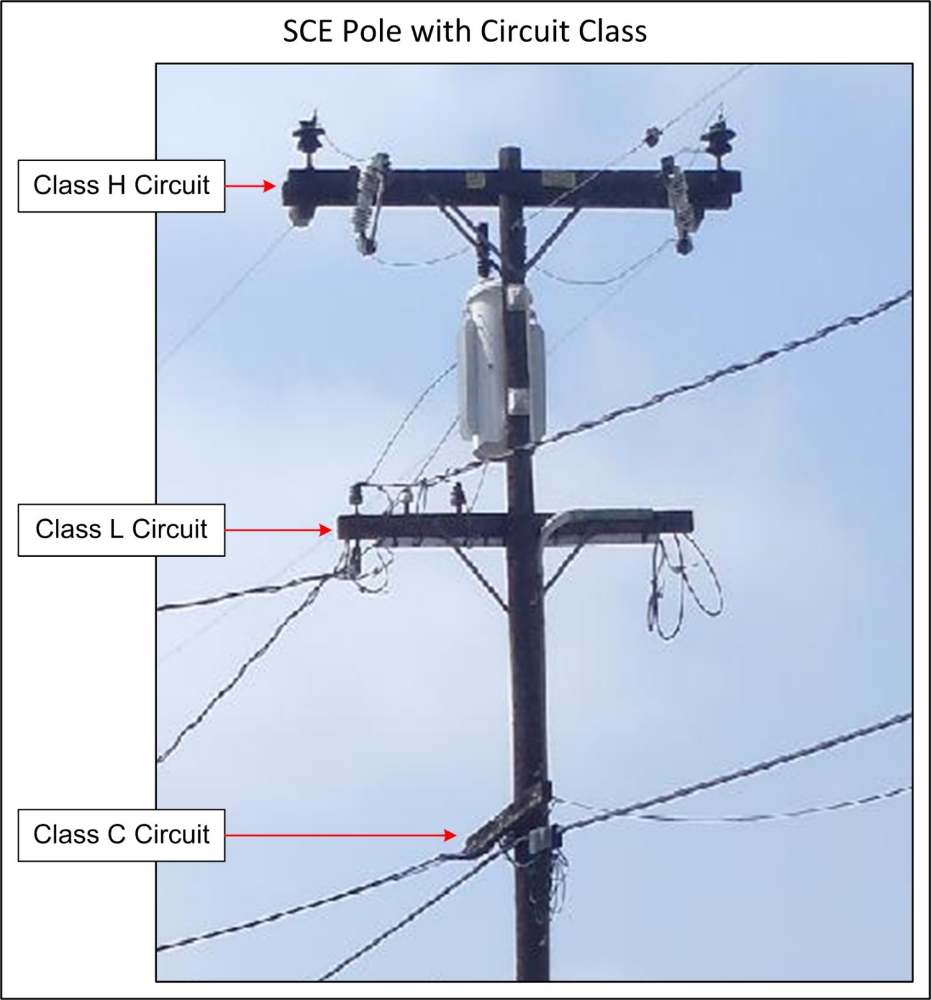 SCE Pole with Circuit Class
Class H Circuit
Class L Circuit
Class C Circuit